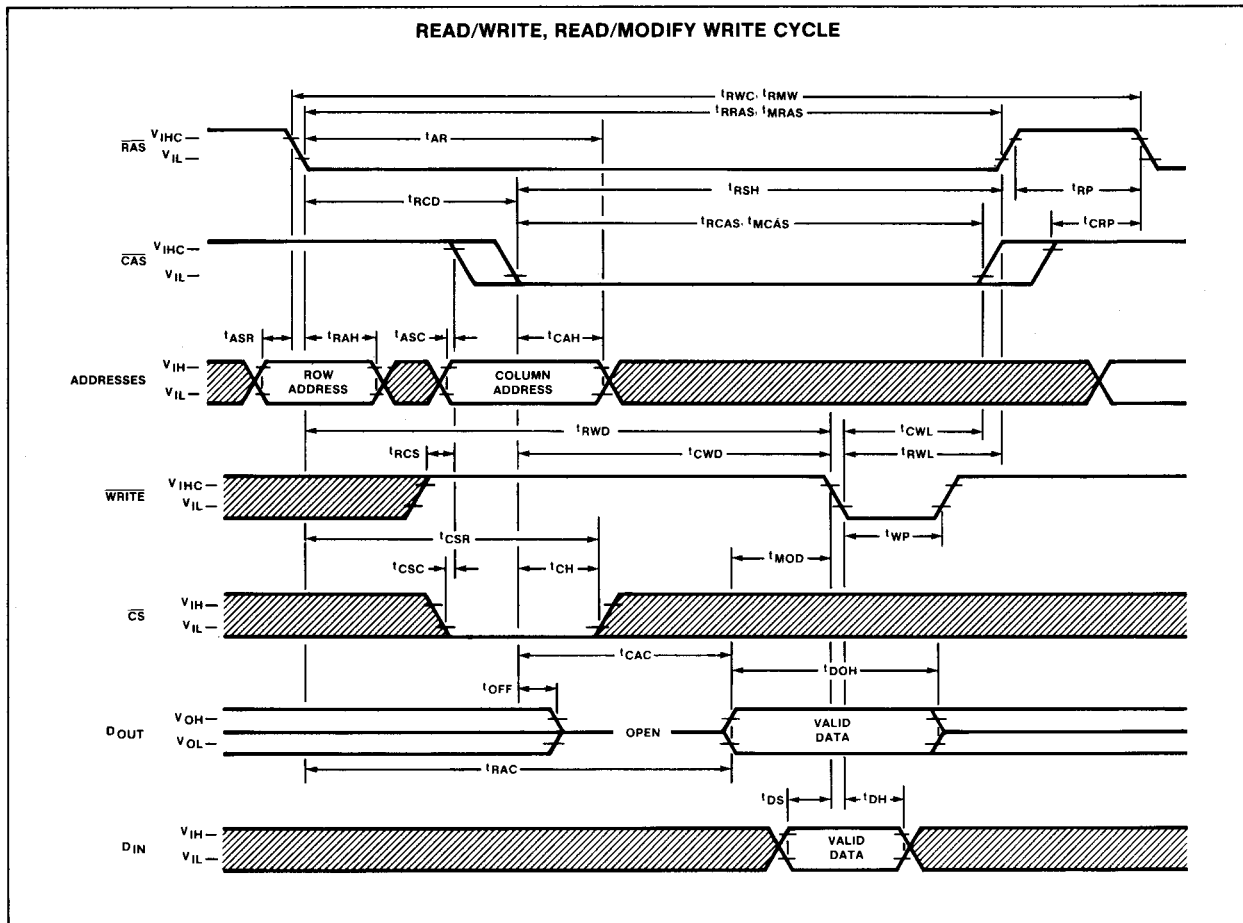 READ/WRITE, READ/MODIFY WRITE CYCLE
tRWC, tRMW
tRRAS, tMRAS
tAR
RAS
VIHC
VIL
tRSH
tRP
tRCD
tRCAS, tMCAS
tCRP
CAS
VIHC
VIL
tASR
tRAH
tASC
tCAH
ADDRESSES
VIH
VIL
ROW
ADDRESS
COLUMN
ADDRESS
tRWD
tCWL
tRCS
tCWD
tRWL
WRITE
VIHC
VIL
tCSR
tWP
tMOD
tCSC
tCH
CS
VIH
VIL
tCAC
tDOH
tOFF
DOUT
VOH
VOL
OPEN
VALID
DATA
tRAC
tDS
tDH
DIN
VIH
VIL
VALID
DATA